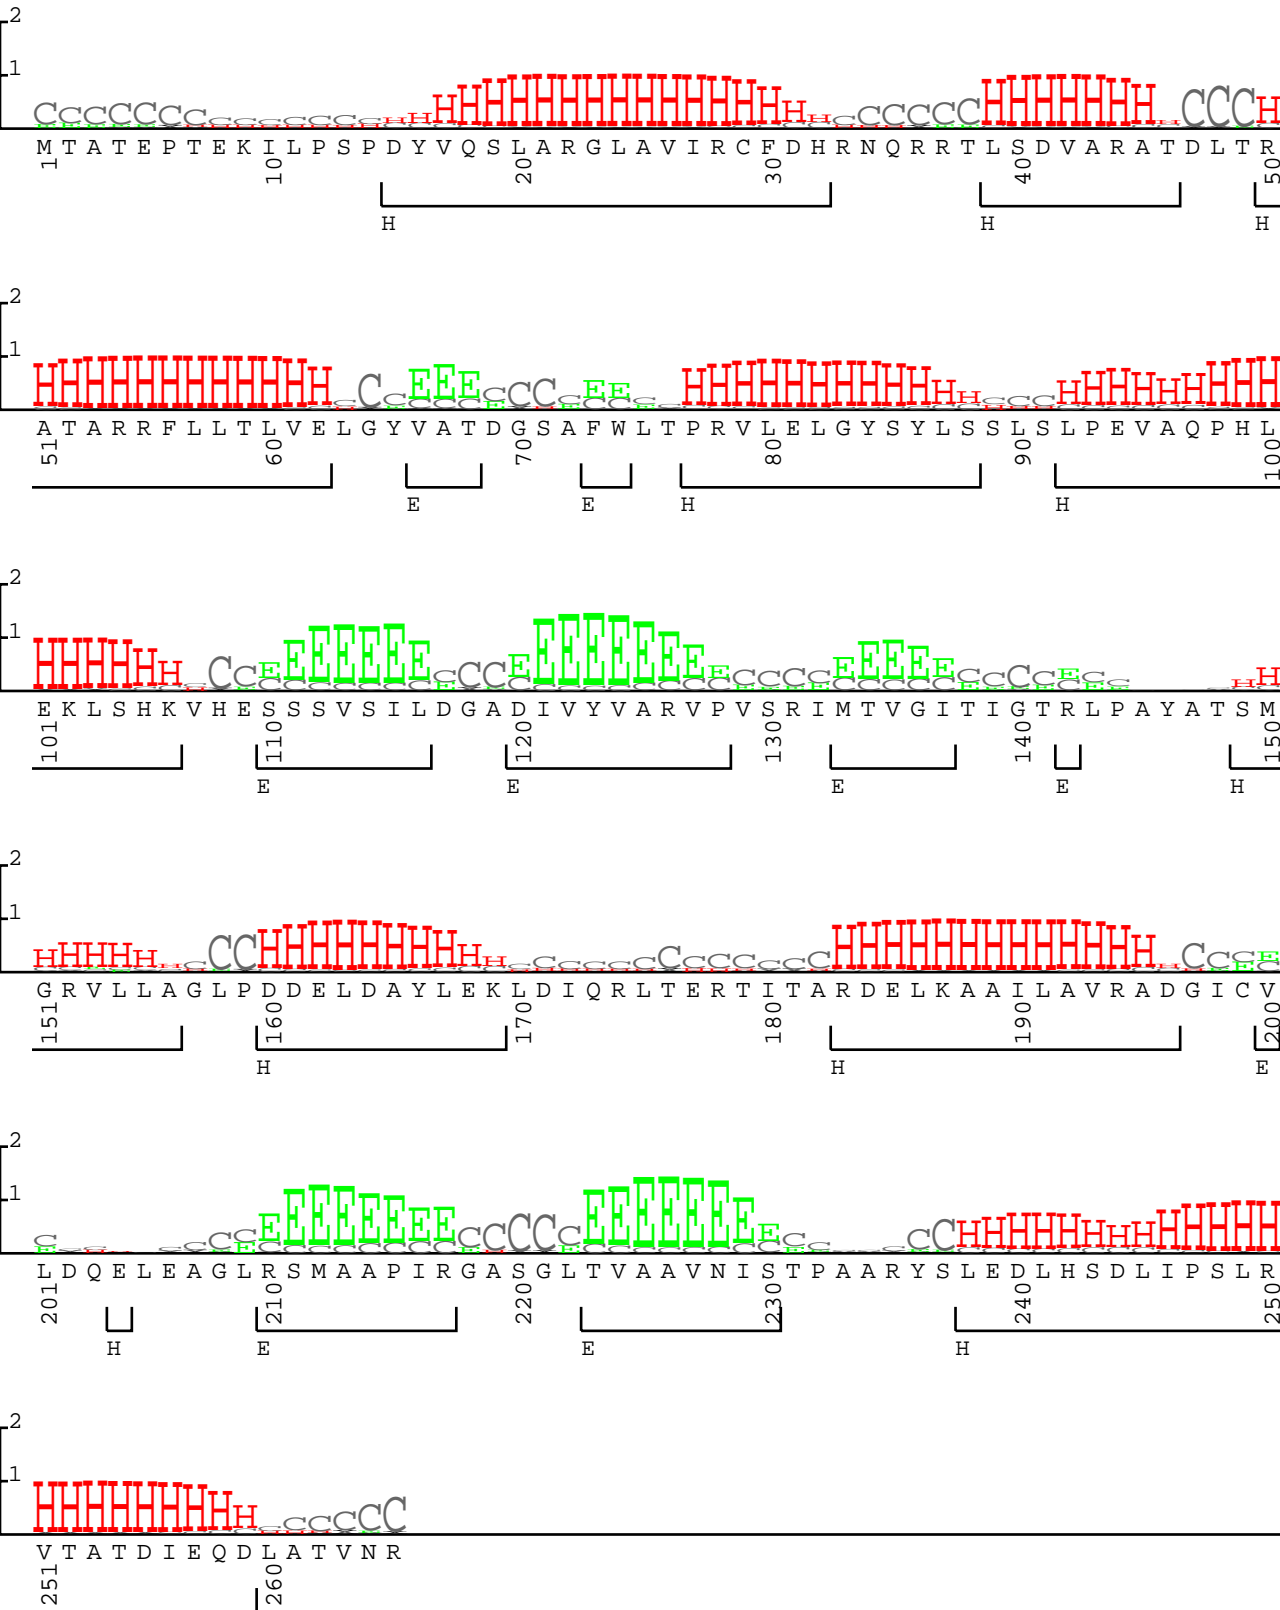 2
1
C C C C C C C C C C C C C C H H H H H H H H H H H H H H H H H H C C C C C C H H H H H H H H C C C H
M T A T E P T E K I L P S P D Y V Q S L A R G L A V I R C F D H R N Q R R T L S D V A R A T D L T R
1 10 20 30 40 50
H H H
2
1
H H H H H H H H H H H H C C C E E E C C C C E E C C H H H H H H H H H H H H C C C H H H H H H H H H
A T A R R F L L T L V E L G Y V A T D G S A F W L T P R V L E L G Y S Y L S S L S L P E V A Q P H L
51 60 70 80 90 100
E E H H
2
1
H H H H H H C C C E E E E E E E C C C E E E E E E E E E C C C C E E E E E C C C C E C C H H
E K L S H K V H E S S S V S I L D G A D I V Y V A R V P V S R I M T V G I T I G T R L P A Y A T S M
101 110 120 130 140 150
E E E E H
2
1
H H H H H H C C C H H H H H H H H H H C C C C C C C C C C C C C H H H H H H H H H H H H H H C C C E
G R V L L A G L P D D E L D A Y L E K L D I Q R L T E R T I T A R D E L K A A I L A V R A D G I C V
151 160 170 180 190 200
H H E
2
1
C C C C C E E E E E E E E C C C C C E E E E E E E E C C C C H H H H H H H H H H H H H
L D Q E L E A G L R S M A A P I R G A S G L T V A A V N I S T P A A R Y S L E D L H S D L I P S L R
201 210 220 230 240 250
H E E H
2
1
H H H H H H H H H C C C C C C
V T A T D I E Q D L A T V N R
251 260